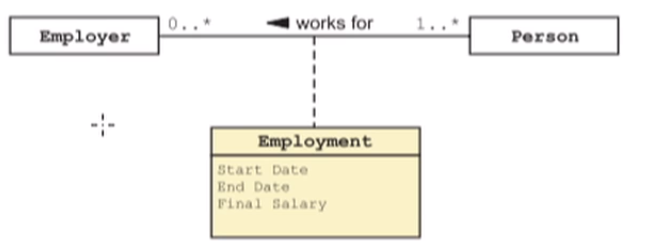 0..*
works for
1..*
Employer
Person
Employment
Start Date
End Date
Final Salary